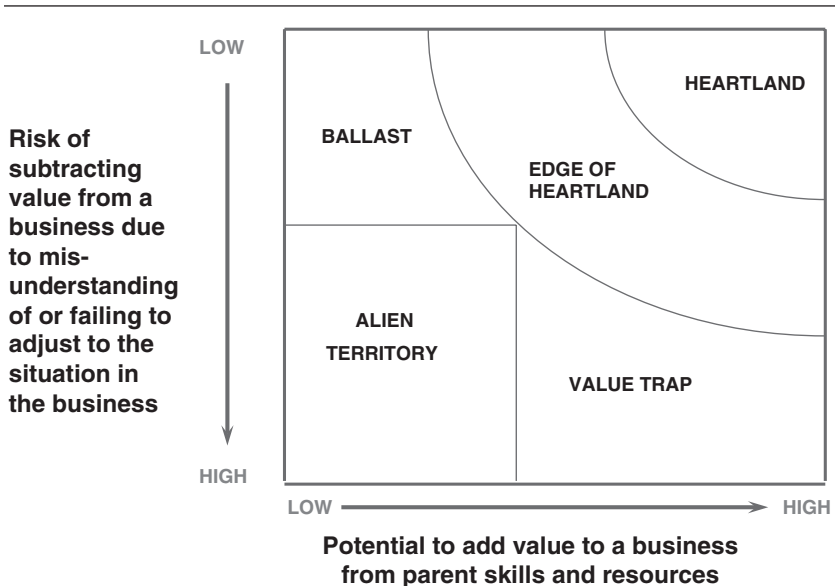 LOW
Risk of
subtracting
value from a
business due
to mis-
understanding
of or failing to
adjust to the
situation in
the business
HIGH
BALLAST
HEARTLAND
EDGE OF
HEARTLAND
ALIEN
TERRITORY
VALUE TRAP
LOW
HIGH
Potential to add value to a business
from parent skills and resources